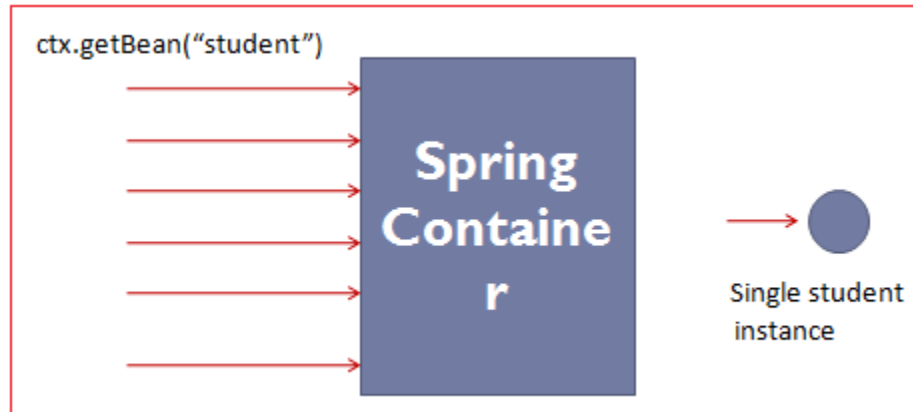 ctx.getBean(“student”)
Spring
Containe
r
Single student
instance